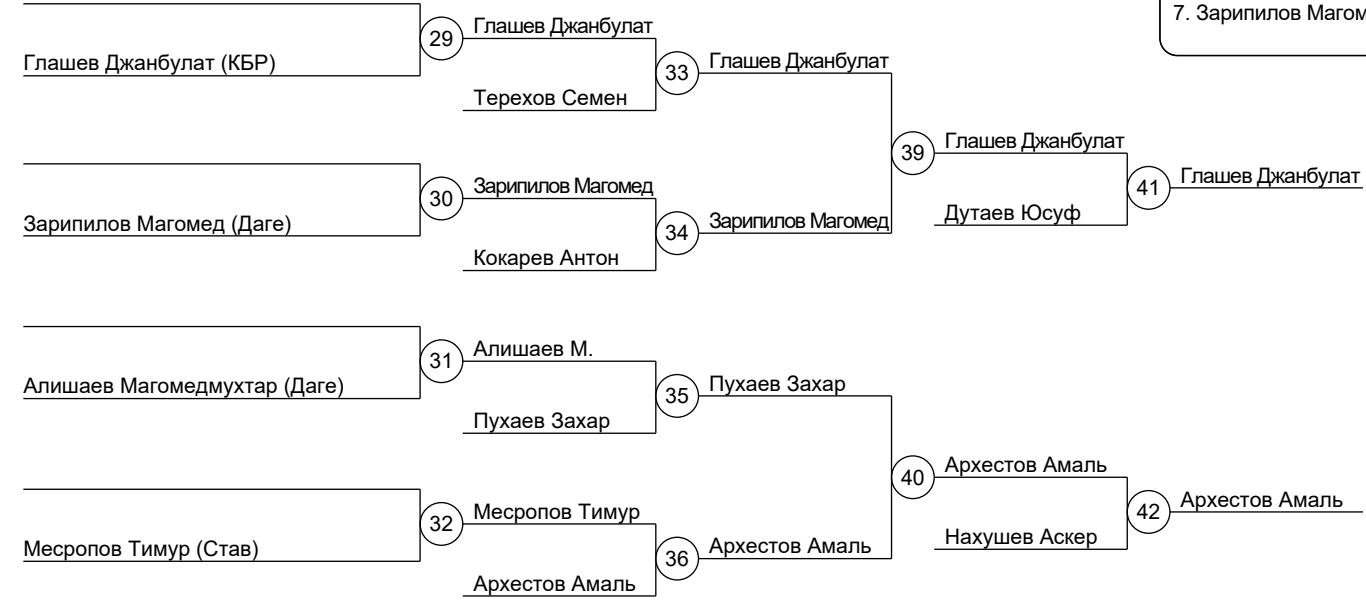 7. Зарипилов Магом
Глашев Джанбулат
29
Глашев Джанбулат (КБР)
Глашев Джанбулат
33
Терехов Семен
Глашев Джанбулат
39
Зарипилов Магомед
30
Глашев Джанбулат
41
Дутаев Юсуф
Зарипилов Магомед (Даге)
Зарипилов Магомед
34
Кокарев Антон
Алишаев М.
31
Алишаев Магомедмухтар (Даге)
Пухаев Захар
35
Пухаев Захар
Архестов Амаль
40
Архестов Амаль
42
Месропов Тимур
32
Нахушев Аскер
Месропов Тимур (Став)
Архестов Амаль
36
Архестов Амаль